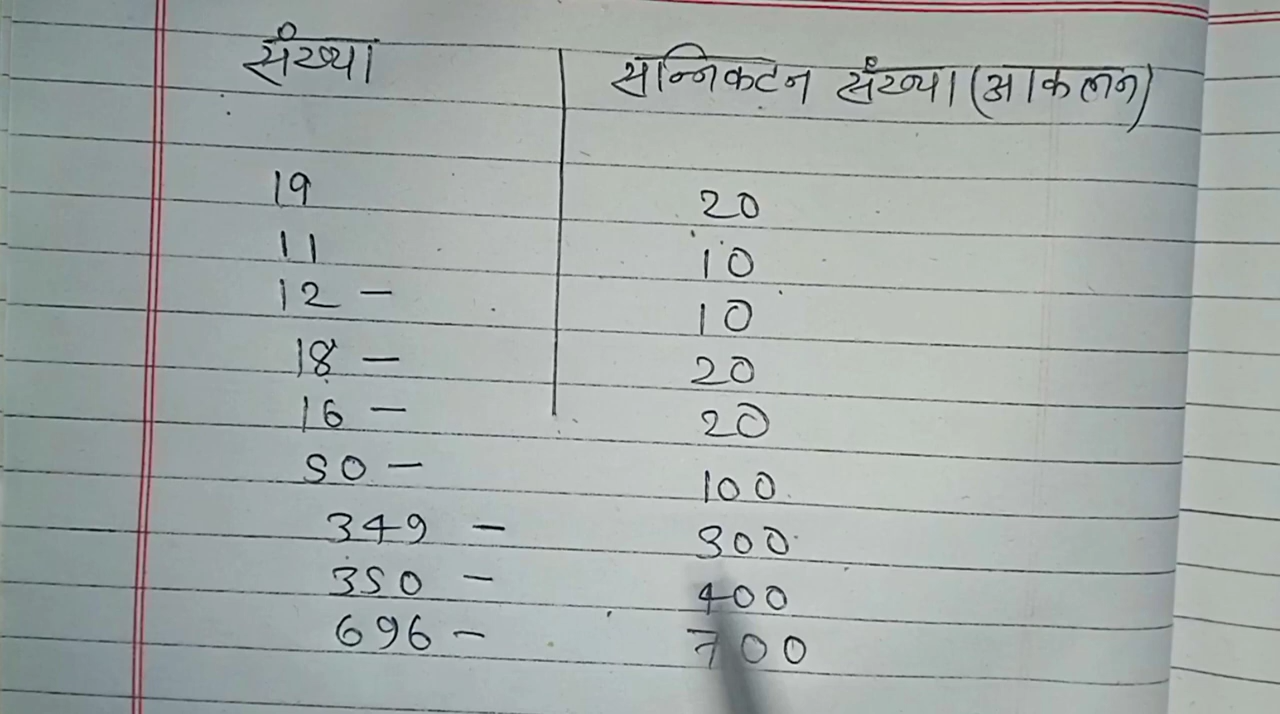 संख्या सन्निकटन संख्या (आकलन)
19 20
11 10
12 - 10
18 - 20
16 - 20
50 - 100
349 - 300
350 - 400
696 - 700